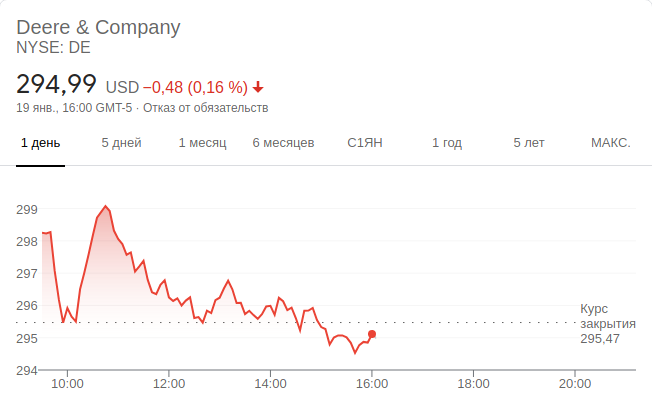 Deere & Company
NYSE: DE
294,99 USD −0,48 (0,16 %)
19 янв., 16:00 GMT-5 · Отказ от обязательств
1 день 5 дней 1 месяц 6 месяцев С1ЯН 1 год 5 лет МАКС.
299
298
297
296
295
294
Курс
закрытия
295,47
10:00 12:00 14:00 16:00 18:00 20:00